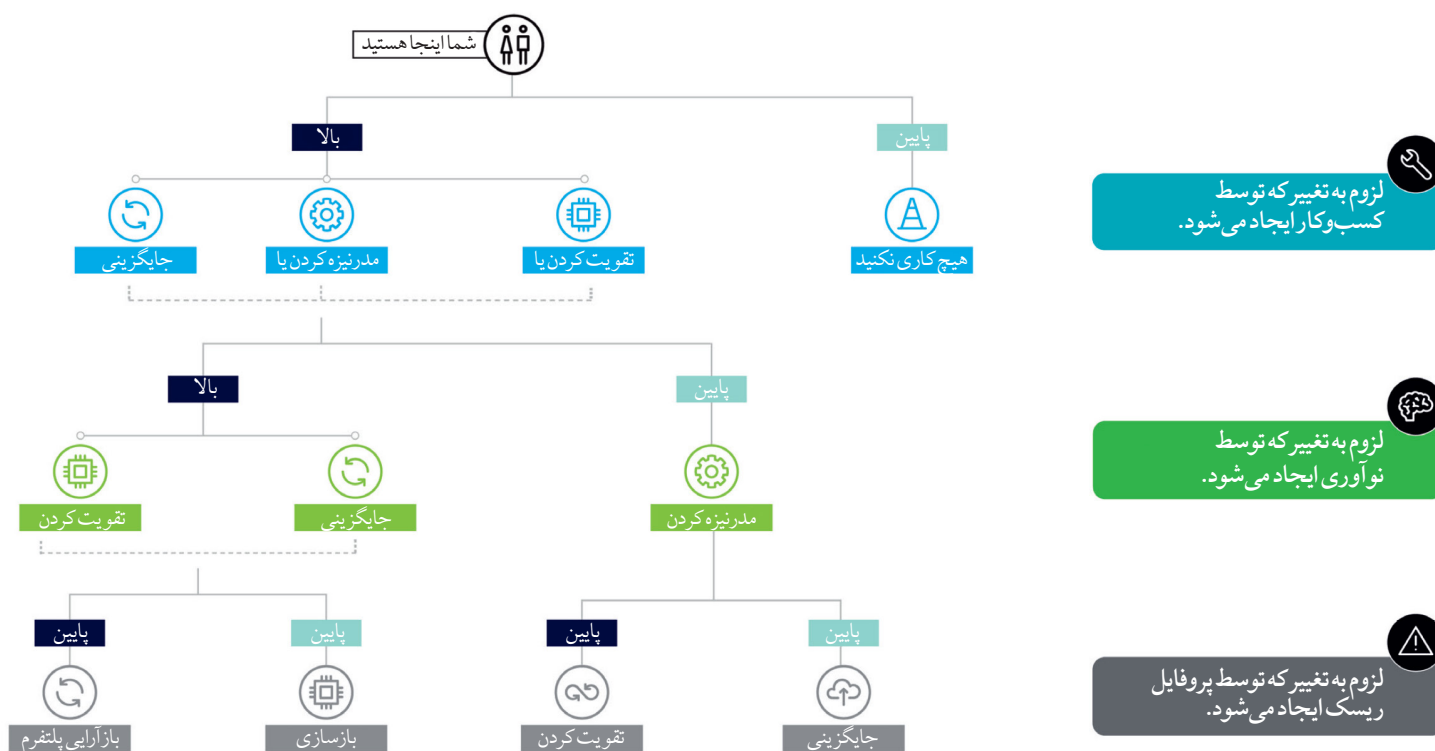 شما اینجا هستید
بالا
پایین
لزوم به تغییر که توسط
کسب‌وکار ایجاد می‌شود.
هیچ کاری نکنید
تقویت کردن یا
مدرنیزه کردن یا
جایگزینی
پایین
بالا
لزوم به تغییر که توسط
نوآوری ایجاد می‌شود.
مدرنیزه کردن
جایگزینی
تقویت کردن
پایین
پایین
پایین
پایین
لزوم به تغییر که توسط پروفایل
ریسک ایجاد می‌شود.
جایگزینی
تقویت کردن
بازسازی
بازآرایی پلتفرم